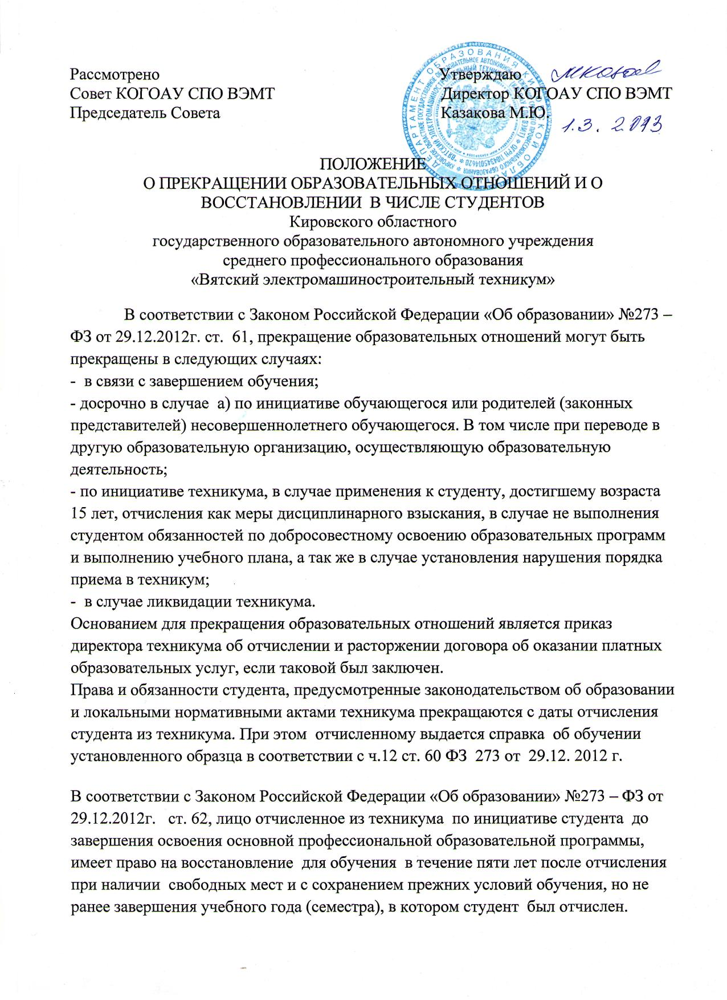 Рассмотрено Утверждаю
Совет КОГОАУ СПО ВЭМТ Директор КОГОАУ СПО ВЭМТ
Председатель Совета Казакова М.Ю.
1.3. 2013
ПОЛОЖЕНИЕ
О ПРЕКРАЩЕНИИ ОБРАЗОВАТЕЛЬНЫХ ОТНОШЕНИЙ И О
ВОССТАНОВЛЕНИИ В ЧИСЛЕ СТУДЕНТОВ
Кировского областного
государственного образовательного автономного учреждения
среднего профессионального образования
«Вятский электромашиностроительный техникум»
В соответствии с Законом Российской Федерации «Об образовании» №273 –
ФЗ от 29.12.2012г. ст. 61, прекращение образовательных отношений могут быть
прекращены в следующих случаях:
- в связи с завершением обучения;
- досрочно в случае а) по инициативе обучающегося или родителей (законных
представителей) несовершеннолетнего обучающегося. В том числе при переводе в
другую образовательную организацию, осуществляющую образовательную
деятельность;
- по инициативе техникума, в случае применения к студенту, достигшему возраста
15 лет, отчисления как меры дисциплинарного взыскания, в случае не выполнения
студентом обязанностей по добросовестному освоению образовательных программ
и выполнению учебного плана, а так же в случае установления нарушения порядка
приема в техникум;
- в случае ликвидации техникума.
Основанием для прекращения образовательных отношений является приказ
директора техникума об отчислении и расторжении договора об оказании платных
образовательных услуг, если таковой был заключен.
Права и обязанности студента, предусмотренные законодательством об образовании
и локальными нормативными актами техникума прекращаются с даты отчисления
студента из техникума. При этом отчисленному выдается справка об обучении
установленного образца в соответствии с ч.12 ст. 60 ФЗ 273 от 29.12. 2012 г.
В соответствии с Законом Российской Федерации «Об образовании» №273 – ФЗ от
29.12.2012г. ст. 62, лицо отчисленное из техникума по инициативе студента до
завершения освоения основной профессиональной образовательной программы,
имеет право на восстановление для обучения в течение пяти лет после отчисления
при наличии свободных мест и с сохранением прежних условий обучения, но не
ранее завершения учебного года (семестра), в котором студент был отчислен.